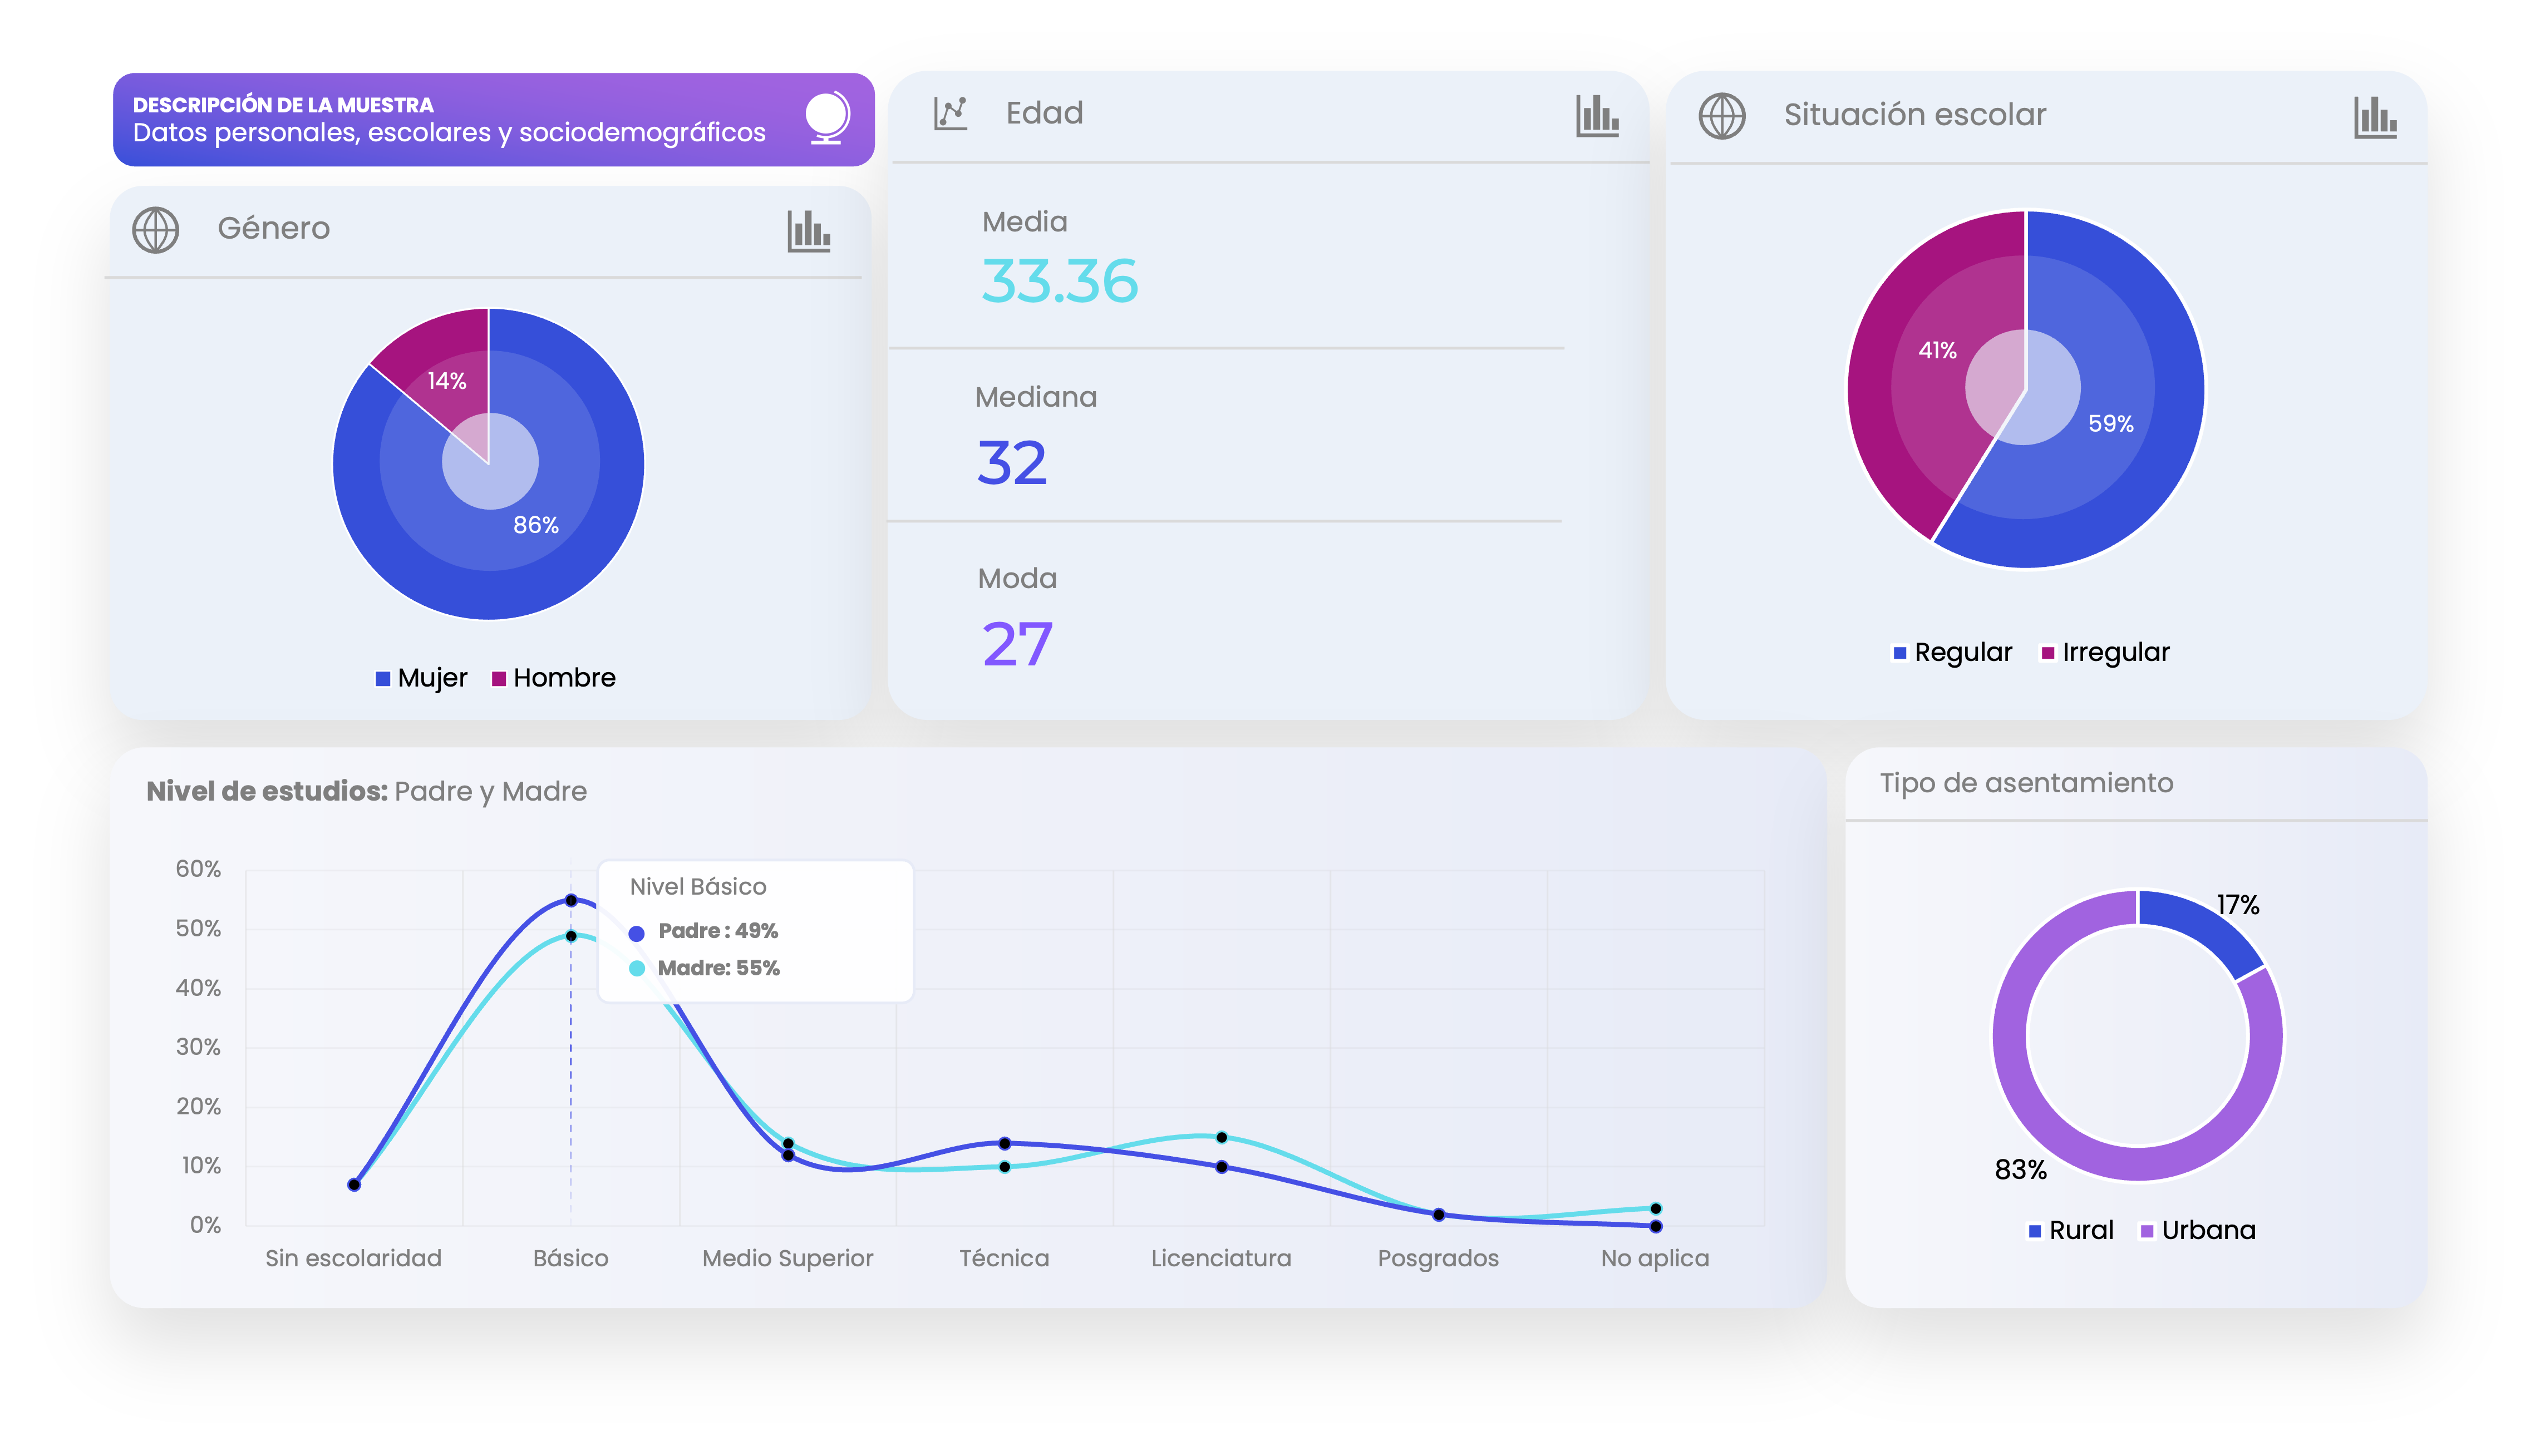 DESCRIPCIÓN DE LA MUESTRA
Datos personales, escolares y sociodemográficos
Género
14%
86%
Mujer Hombre
Edad
Media
33.36
Mediana
32
Moda
27
Situación escolar
41%
59%
Regular Irregular
Nivel de estudios: Padre y Madre
60%
50%
40%
30%
20%
10%
0%
Nivel Básico
Padre : 49%
Madre: 55%
Sin escolaridad Básico Medio Superior Técnica Licenciatura Posgrados No aplica
Tipo de asentamiento
17%
83%
Rural Urbana